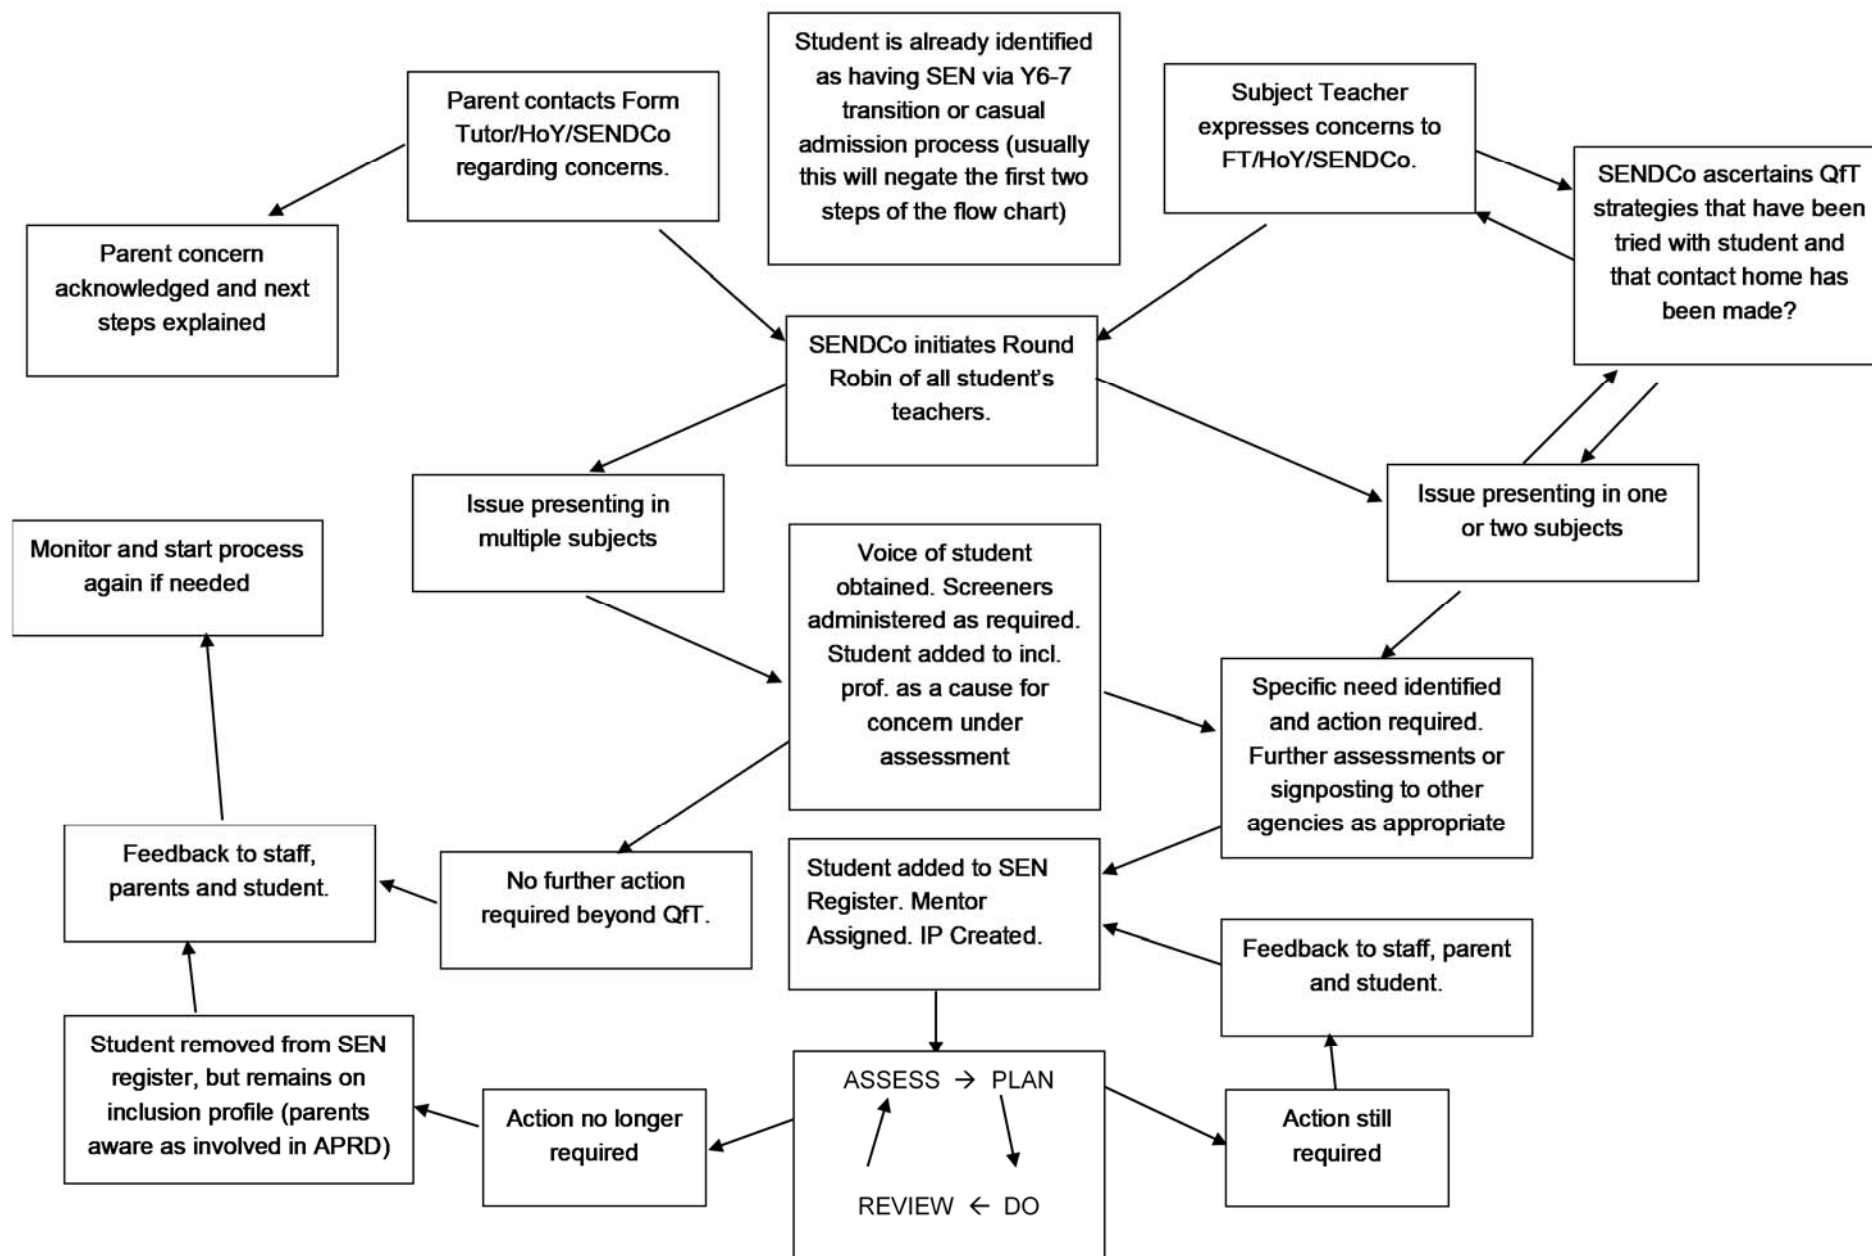 Parent contacts Form
Tutor/HoY/SENDCo
regarding concerns.
Student is already identified
as having SEN via Y6-7
transition or casual
admission process (usually
this will negate the first two
steps of the flow chart)
Subject Teacher
expresses concerns to
FT/HoY/SENDCo.
SENDCo ascertains QfT
strategies that have been
tried with student and
that contact home has
been made?
Parent concern
acknowledged and next
steps explained
SENDCo initiates Round
Robin of all student's
teachers.
Issue presenting in
multiple subjects
Issue presenting in one
or two subjects
Monitor and start process
again if needed
Voice of student
obtained. Screeners
administered as required.
Student added to incl.
prof. as a cause for
concern under
assessment
Specific need identified
and action required.
Further assessments or
signposting to other
agencies as appropriate
Feedback to staff,
parents and student.
No further action
required beyond QfT.
Student added to SEN
Register. Mentor
Assigned. IP Created.
Feedback to staff, parent
and student.
Student removed from SEN
register, but remains on
inclusion profile (parents
aware as involved in APRD)
Action no longer
required
ASSESS → PLAN
REVIEW ← DO
Action still
required